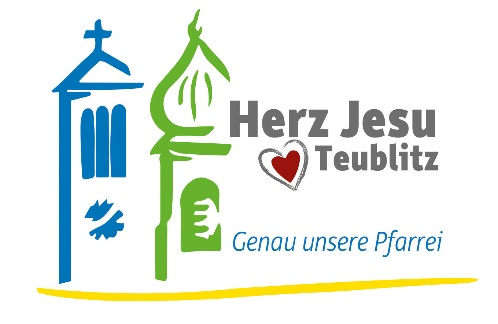 Herz Jesu
Teublitz
Genau unsere Pfarrei